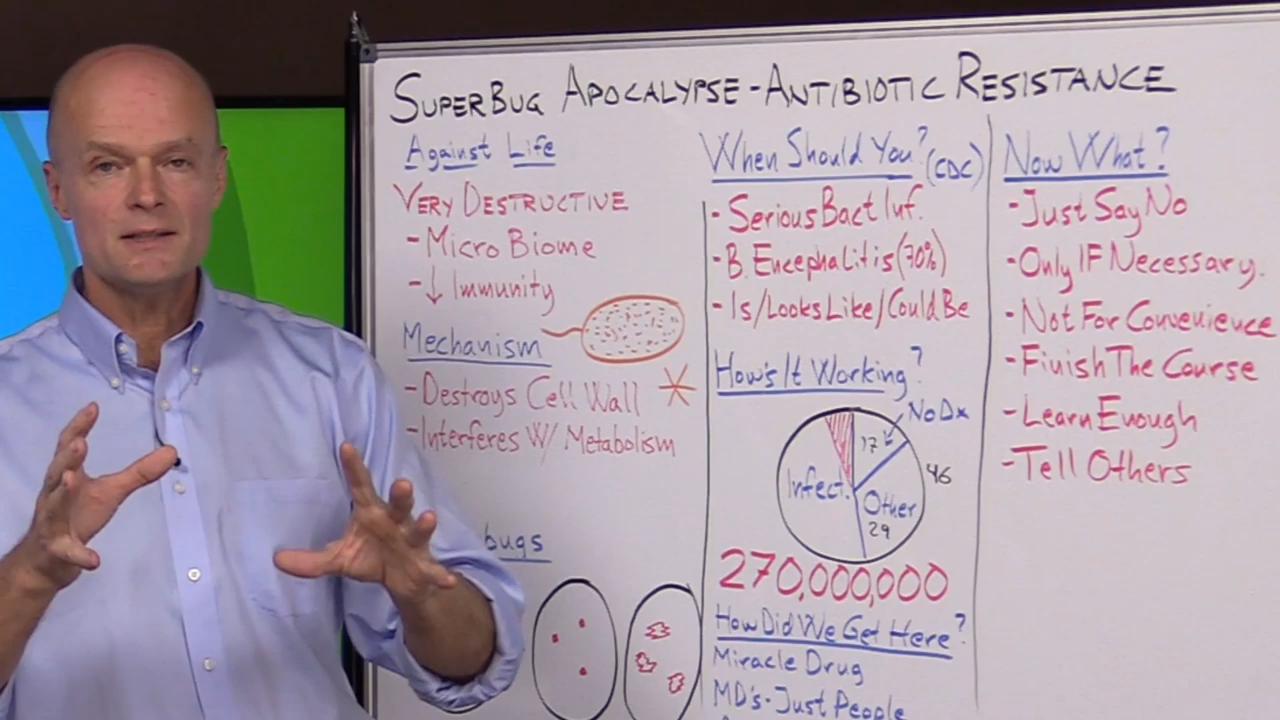 SUPERBUG APOCALYPSE - ANTIBIOTIC RESISTANCE
Against Life
VERY DESTRUCTIVE
- Micro Biome
- ↓ Immunity
Mechanism
- Destroys Cell Wall
- Interferes W/ Metabolism
bugs
When Should You? (CDC)
- Serious Bact Inf.
- B. Encephalitis (70%)
- Is/Looks Like/Could Be
How's It Working?
No Dx
17
46
Infect.
Other
29
270,000,000
How Did We Get Here?
Miracle Drug
MD's - Just People
Now What?
- Just Say No
- Only IF Necessary.
- Not For Convenience
- Finish The Course
- Learn Enough
- Tell Others